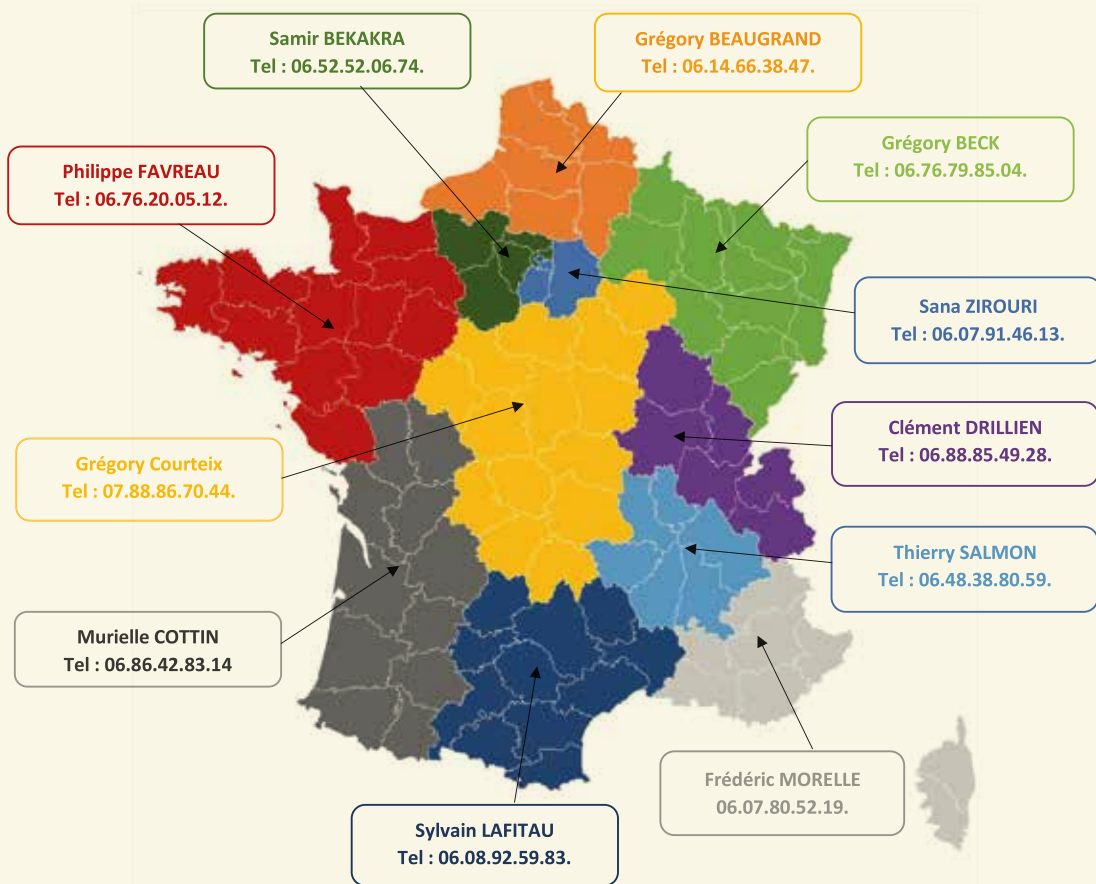 Samir BEKAKRA
Tel : 06.52.52.06.74.
Grégory BEAUGRAND
Tel : 06.14.66.38.47.
Grégory BECK
Tel : 06.76.79.85.04.
Philippe FAVREAU
Tel : 06.76.20.05.12.
Sana ZIROURI
Tel : 06.07.91.46.13.
Clément DRILLIEN
Tel : 06.88.85.49.28.
Grégory Courteix
Tel : 07.88.86.70.44.
Thierry SALMON
Tel : 06.48.38.80.59.
Murielle COTTIN
Tel : 06.86.42.83.14
Frédéric MORELLE
06.07.80.52.19.
Sylvain LAFITAU
Tel : 06.08.92.59.83.